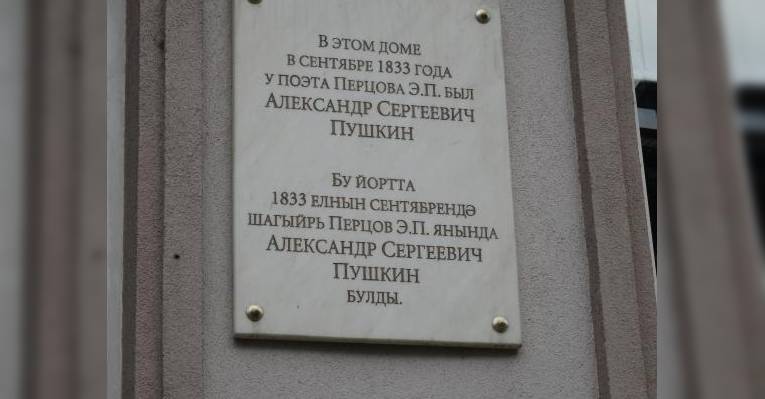 В ЭТОМ ДОМЕ
В СЕНТЯБРЕ 1833 ГОДА
У ПОЭТА ПЕРЦОВА Э.П. БЫЛ
АЛЕКСАНДР СЕРГЕЕВИЧ
ПУШКИН
БУ ЙОРТТА
1833 ЕЛНЫН СЕНТЯБРЕНДӘ
ШАГЫЙРЬ ПЕРЦОВ Э.П. ЯНЫНДА
АЛЕКСАНДР СЕРГЕЕВИЧ
ПУШКИН
БУЛДЫ.